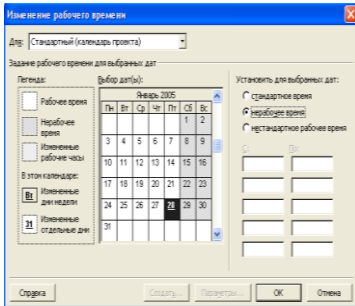 Изменение рабочего времени
Для: Стандартный (календарь проекта)
Задание рабочего времени для выбранных дат
Легенда:
Рабочее время
Нерабочее
время
Измененные
рабочие часы
В этом календаре:
Вт Измененные
дни недели
31 Измененные
отдельные дни
Выбор дат(ы):
Январь 2005
Пн Вт Ср Чт Пт Сб Вс
1 2
3 4 5 6 7 8 9
10 11 12 13 14 15 16
17 18 19 20 21 22 23
24 25 26 27 28 29 30
31
Установить для выбранных дат:
стандартное время
нерабочее время
нестандартное рабочее время
С: По:
Справка
Создать...
Параметры...
ОК
Отмена